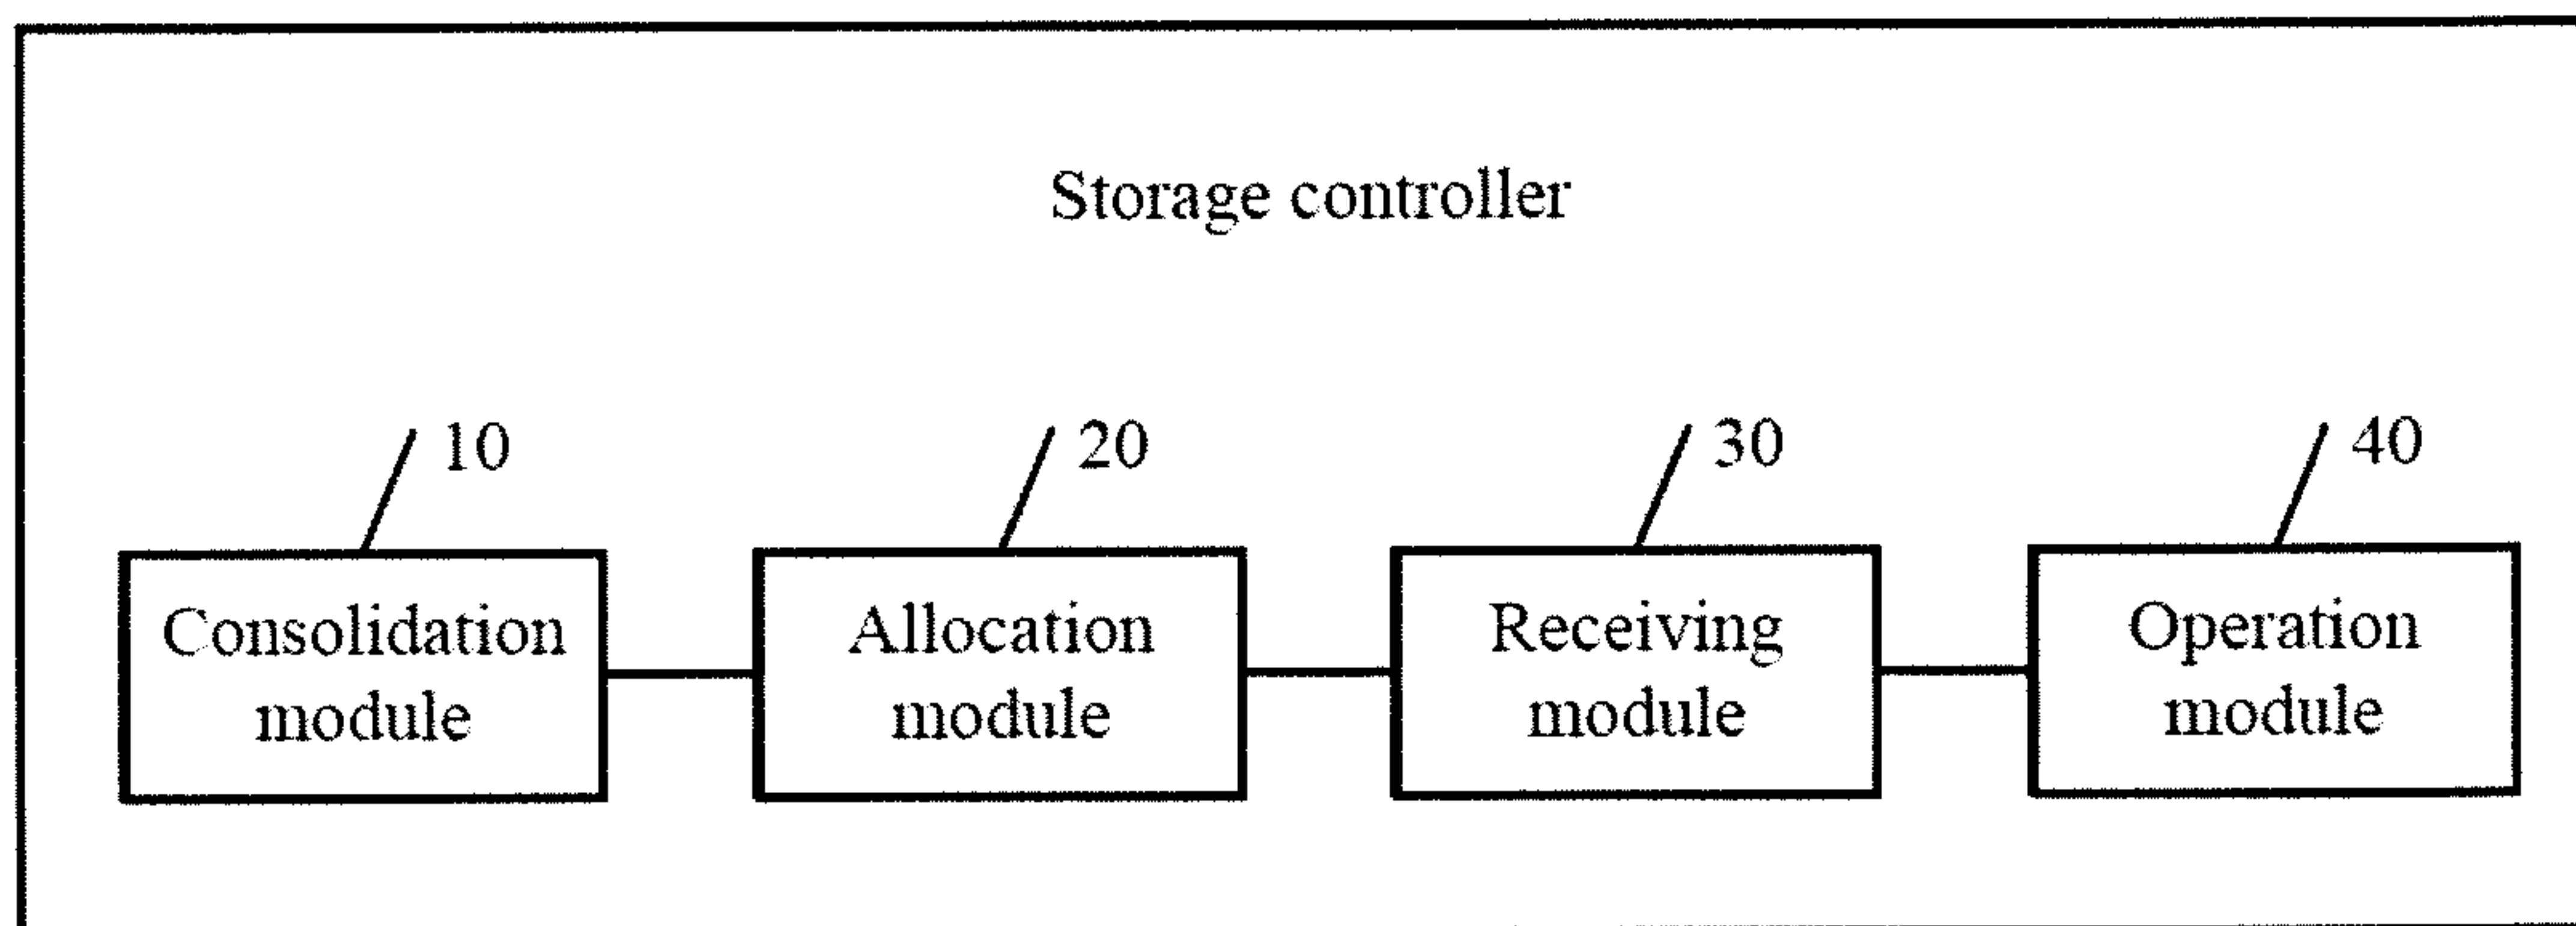 Storage controller
10
20
30
40
Consolidation
module
Allocation
module
Receiving
module
Operation
module